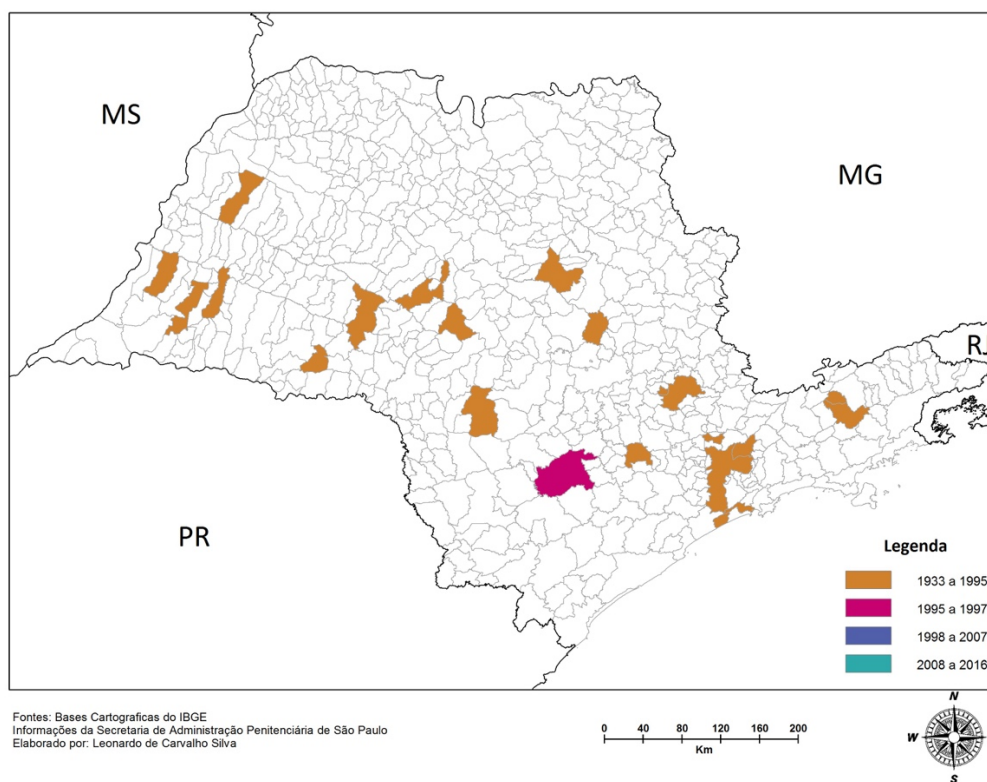 MS
MG
RJ
PR
Legenda
1933 a 1995
1995 a 1997
1998 a 2007
2008 a 2016
Fontes: Bases Cartograficas do IBGE
Informações da Secretaria de Administração Penitenciária de São Paulo
Elaborado por: Leonardo de Carvalho Silva
0 40 80 120 160 200
Km
N
W E
S